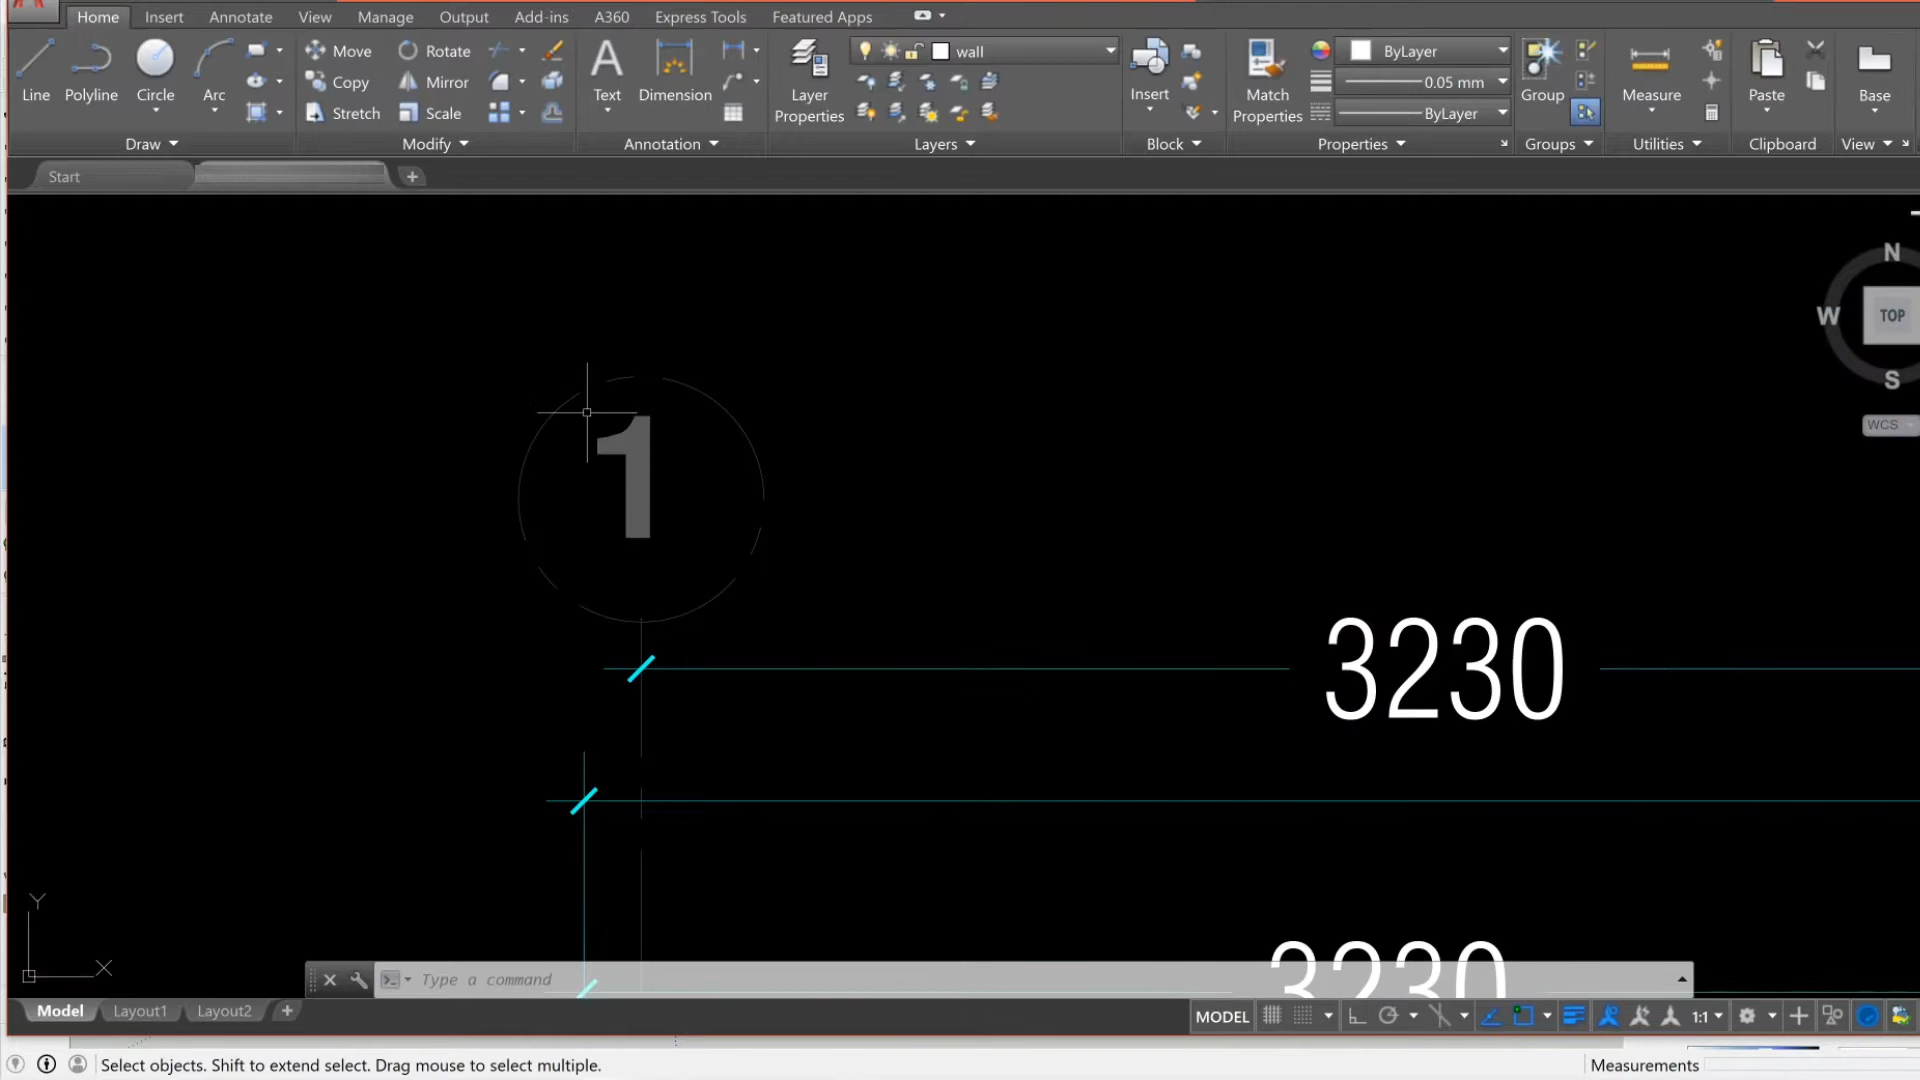 Home Insert Annotate View Manage Output Add-ins A360 Express Tools Featured Apps
Move Rotate wall ByLayer
Copy Mirror 0.05 mm
Line Polyline Circle Arc Text Dimension Layer Insert Match Group Measure Paste Base
Stretch Scale Properties Properties ByLayer
Draw Modify Annotation Layers Block Properties Groups Utilities Clipboard View
Start
N
W TOP
S
WCS
1
3230
3230
Y
X
Type a command
Model Layout1 Layout2 MODEL 1:1
Select objects. Shift to extend select. Drag mouse to select multiple. Measurements